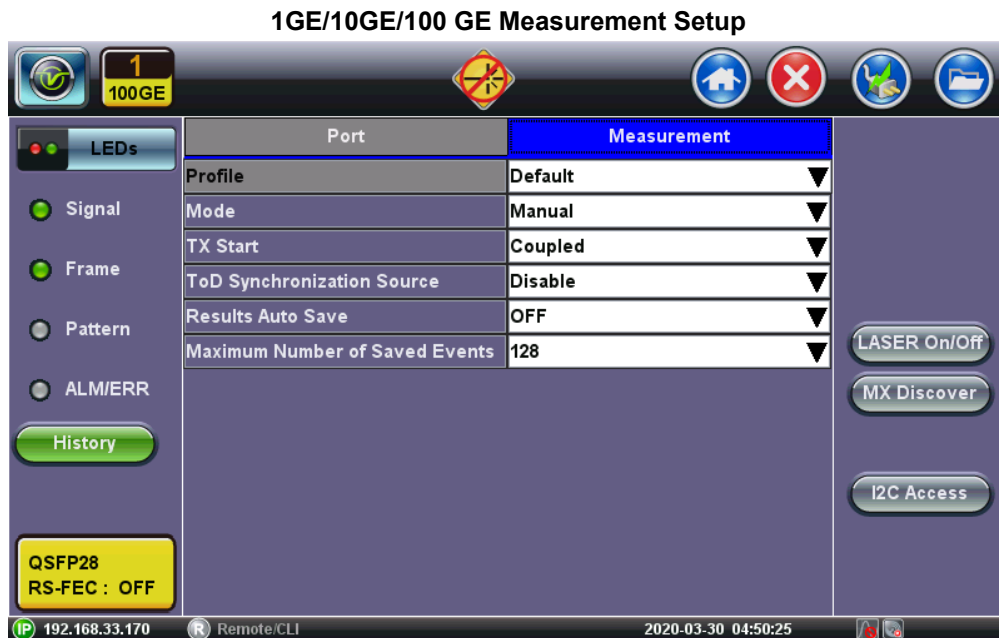 1GE/10GE/100 GE Measurement Setup
1
100GE
LEDs
Port
Measurement
Profile
Default
Signal
Mode
Manual
TX Start
Coupled
Frame
ToD Synchronization Source
Disable
Results Auto Save
OFF
Pattern
Maximum Number of Saved Events
128
LASER On/Off
ALM/ERR
MX Discover
History
I2C Access
QSFP28
RS-FEC : OFF
IP 192.168.33.170
R Remote/CLI
2020-03-30 04:50:25